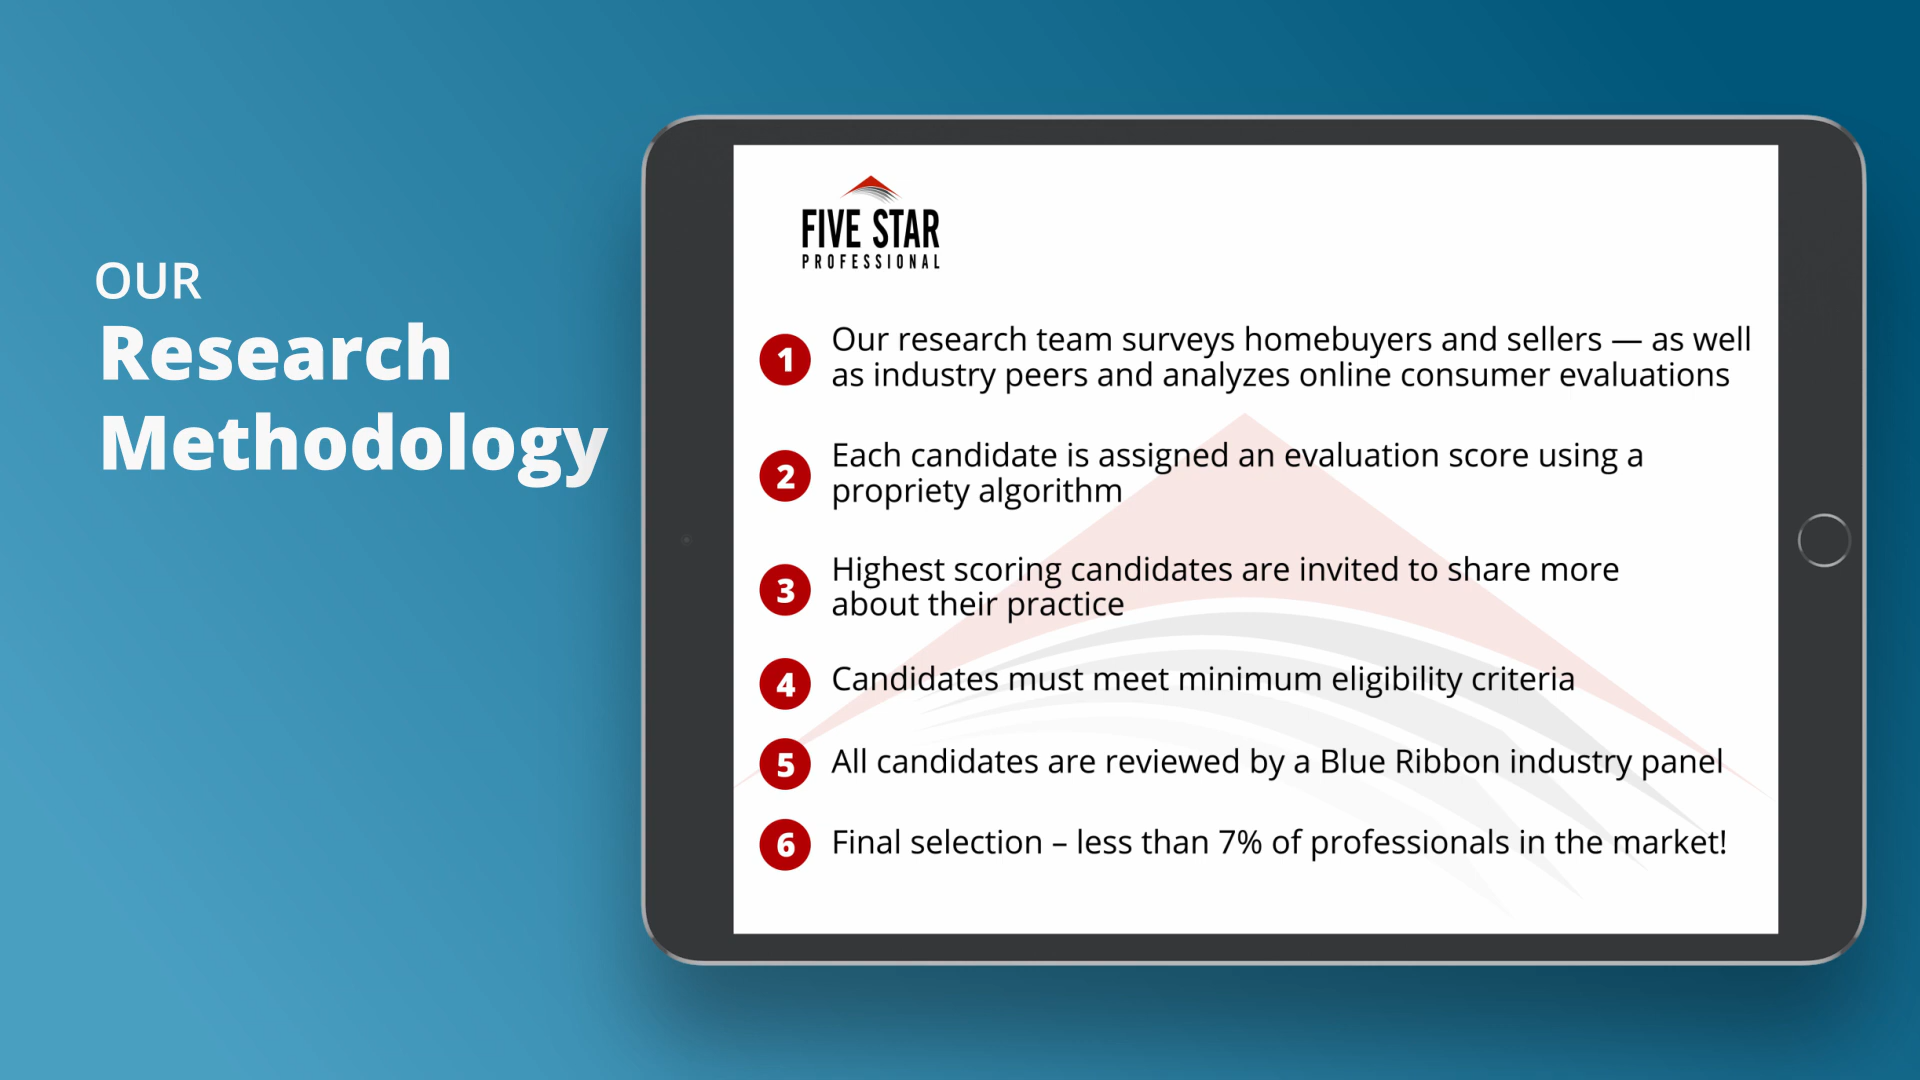 OUR
Research
Methodology
FIVE STAR
PROFESSIONAL
1 Our research team surveys homebuyers and sellers — as well
as industry peers and analyzes online consumer evaluations
2 Each candidate is assigned an evaluation score using a
propriety algorithm
3 Highest scoring candidates are invited to share more
about their practice
4 Candidates must meet minimum eligibility criteria
5 All candidates are reviewed by a Blue Ribbon industry panel
6 Final selection – less than 7% of professionals in the market!